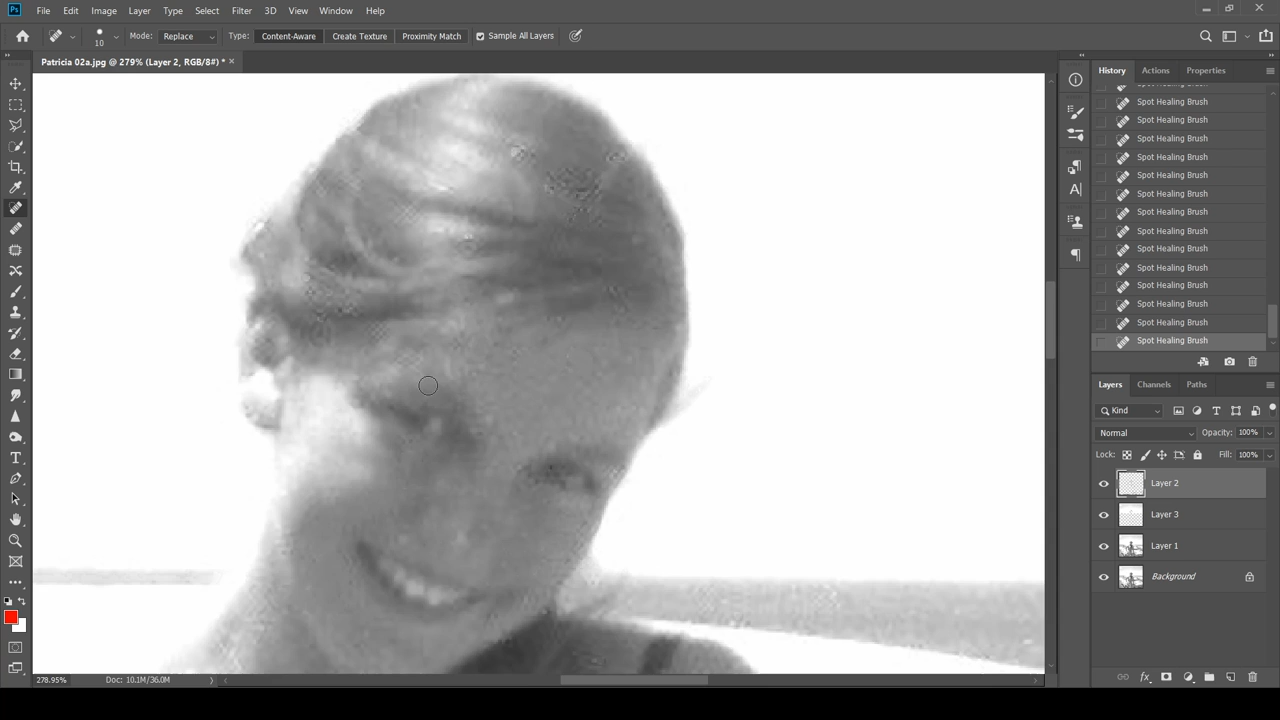 Ps File Edit Image Layer Type Select Filter 3D View Window Help
10 Mode: Replace Type: Content-Aware Create Texture Proximity Match Sample All Layers
Patricia 02a.jpg @ 279% (Layer 2, RGB/8#) * ×
History Actions Properties
Spot Healing Brush
Spot Healing Brush
Spot Healing Brush
Spot Healing Brush
Spot Healing Brush
Spot Healing Brush
Spot Healing Brush
Spot Healing Brush
Spot Healing Brush
Spot Healing Brush
Spot Healing Brush
Spot Healing Brush
Spot Healing Brush
Spot Healing Brush
Layers Channels Paths
Kind
Normal Opacity: 100%
Lock: Fill: 100%
Layer 2
Layer 3
Layer 1
Background
278.95% Doc: 10.1M/36.0M